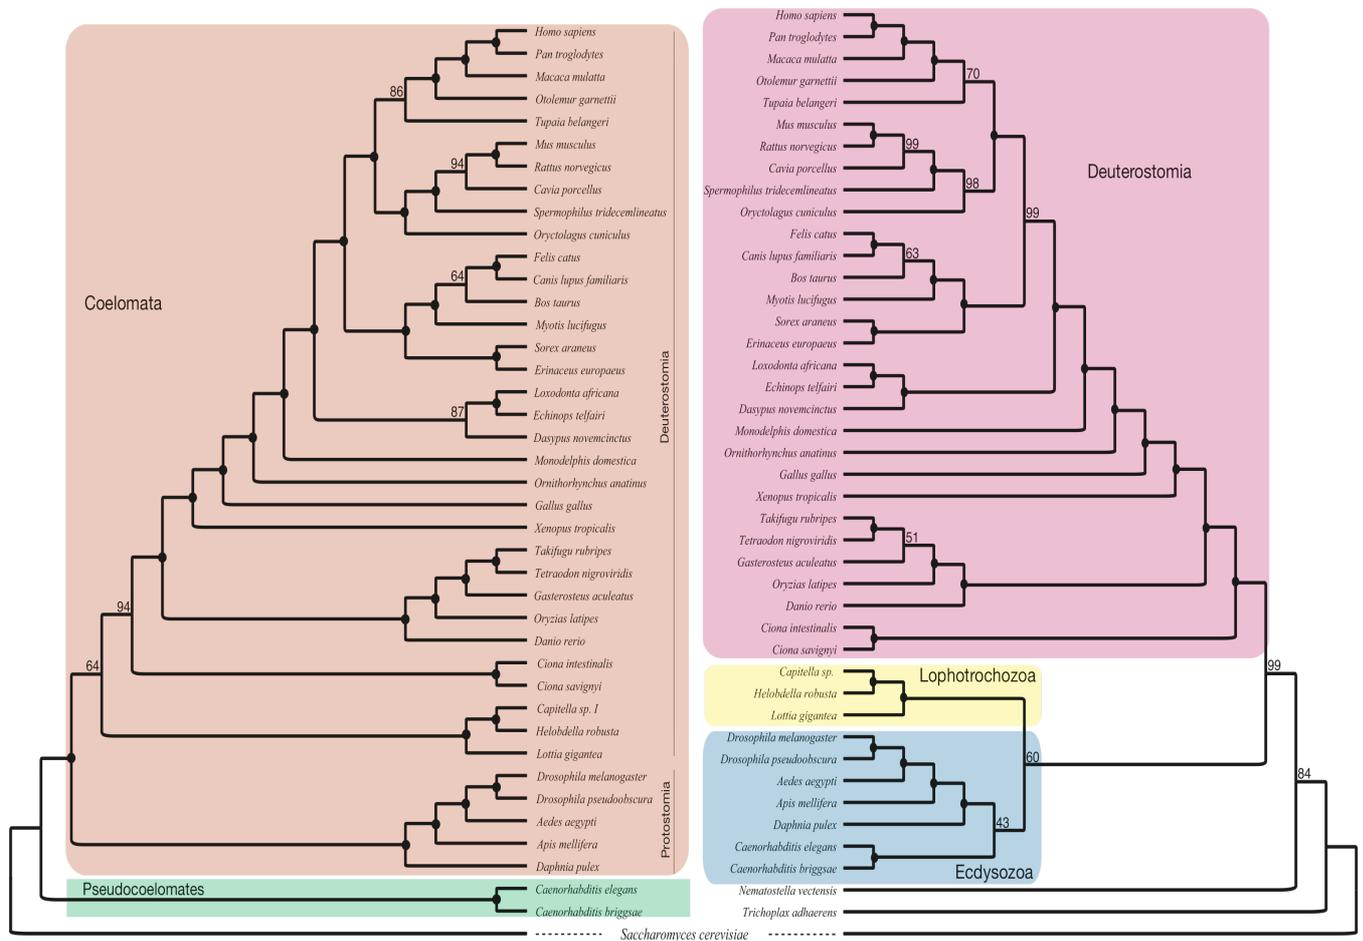 Homo sapiens
Pan troglodytes
Macaca mulatta
Otolemur garnettii
86
Tupaia belangeri
Mus musculus
Rattus norvegicus
94
Cavia porcellus
Spermophilus tridecemlineatus
Oryctolagus cuniculus
Felis catus
Canis lupus familiaris
64
Bos taurus
Coelomata
Myotis lucifugus
Sorex araneus
Erinaceus europaeus
Loxodonta africana
87
Echinops telfairi
Dasypus novemcinctus
Deuterostomia
Monodelphis domestica
Ornithorhynchus anatinus
Gallus gallus
Xenopus tropicalis
Takifugu rubripes
Tetraodon nigroviridis
Gasterosteus aculeatus
94
Oryzias latipes
Danio rerio
64
Ciona intestinalis
Ciona savignyi
Capitella sp. I
Helobdella robusta
Lottia gigantea
Drosophila melanogaster
Drosophila pseudoobscura
Aedes aegypti
Apis mellifera
Daphnia pulex
Protostomia
Pseudocoelomates
Caenorhabditis elegans
Caenorhabditis briggsae
Saccharomyces cerevisiae
Homo sapiens
Pan troglodytes
Macaca mulatta
70
Otolemur garnettii
Tupaia belangeri
Mus musculus
Rattus norvegicus
99
Cavia porcellus
Deuterostomia
Spermophilus tridecemlineatus
98
Oryctolagus cuniculus
99
Felis catus
Canis lupus familiaris
63
Bos taurus
Myotis lucifugus
Sorex araneus
Erinaceus europaeus
Loxodonta africana
Echinops telfairi
Dasypus novemcinctus
Monodelphis domestica
Ornithorhynchus anatinus
Gallus gallus
Xenopus tropicalis
Takifugu rubripes
Tetraodon nigroviridis
51
Gasterosteus aculeatus
Oryzias latipes
Danio rerio
Ciona intestinalis
Ciona savignyi
99
Capitella sp.
Lophotrochozoa
Helobdella robusta
Lottia gigantea
Drosophila melanogaster
Drosophila pseudoobscura
60
Aedes aegypti
84
Apis mellifera
Daphnia pulex
43
Caenorhabditis elegans
Caenorhabditis briggsae
Ecdysozoa
Nematostella vectensis
Trichoplax adhaerens